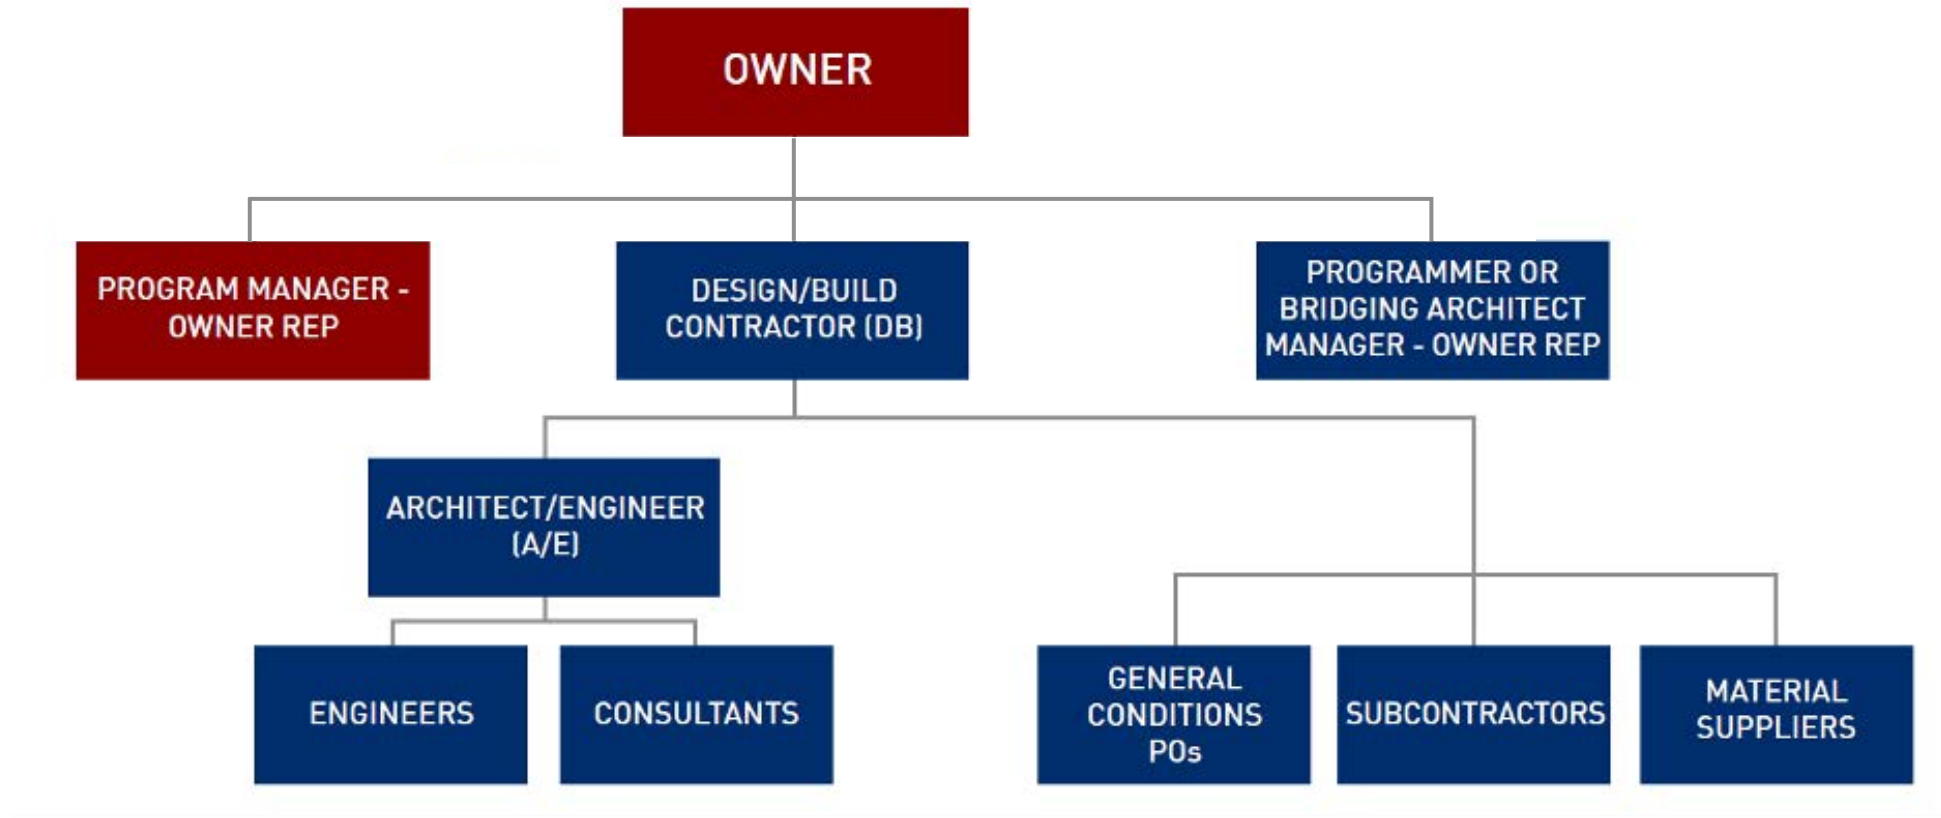 OWNER
PROGRAM MANAGER -
OWNER REP
DESIGN/BUILD
CONTRACTOR (DB)
PROGRAMMER OR
BRIDGING ARCHITECT
MANAGER - OWNER REP
ARCHITECT/ENGINEER
(A/E)
ENGINEERS
CONSULTANTS
GENERAL
CONDITIONS
POs
SUBCONTRACTORS
MATERIAL
SUPPLIERS